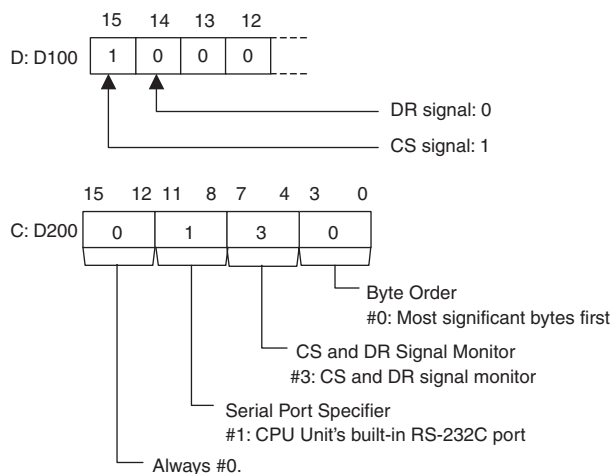 15 14 13 12
D: D100 1 0 0 0
DR signal: 0
CS signal: 1
15 12 11 8 7 4 3 0
C: D200 0 1 3 0
Byte Order
#0: Most significant bytes first
CS and DR Signal Monitor
#3: CS and DR signal monitor
Serial Port Specifier
#1: CPU Unit's built-in RS-232C port
Always #0.